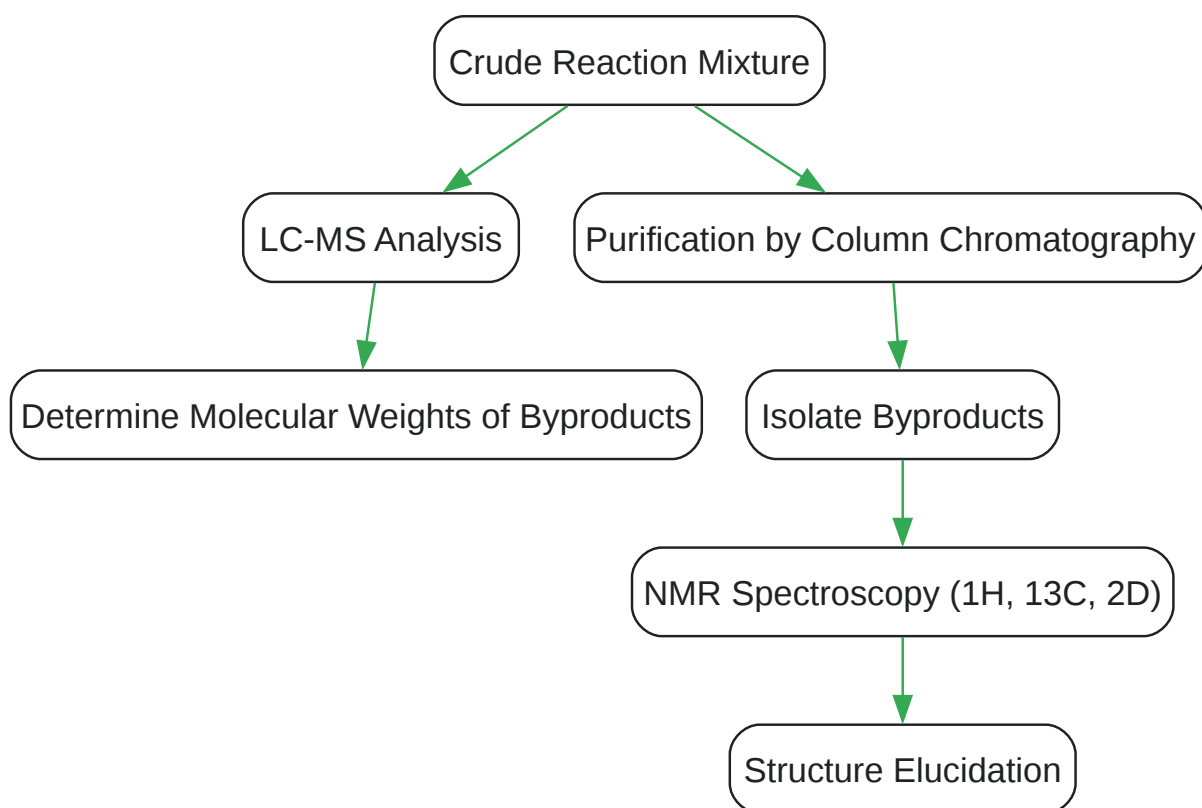 Crude Reaction Mixture
LC-MS Analysis
Purification by Column Chromatography
Determine Molecular Weights of Byproducts
Isolate Byproducts
NMR Spectroscopy (1H, 13C, 2D)
Structure Elucidation